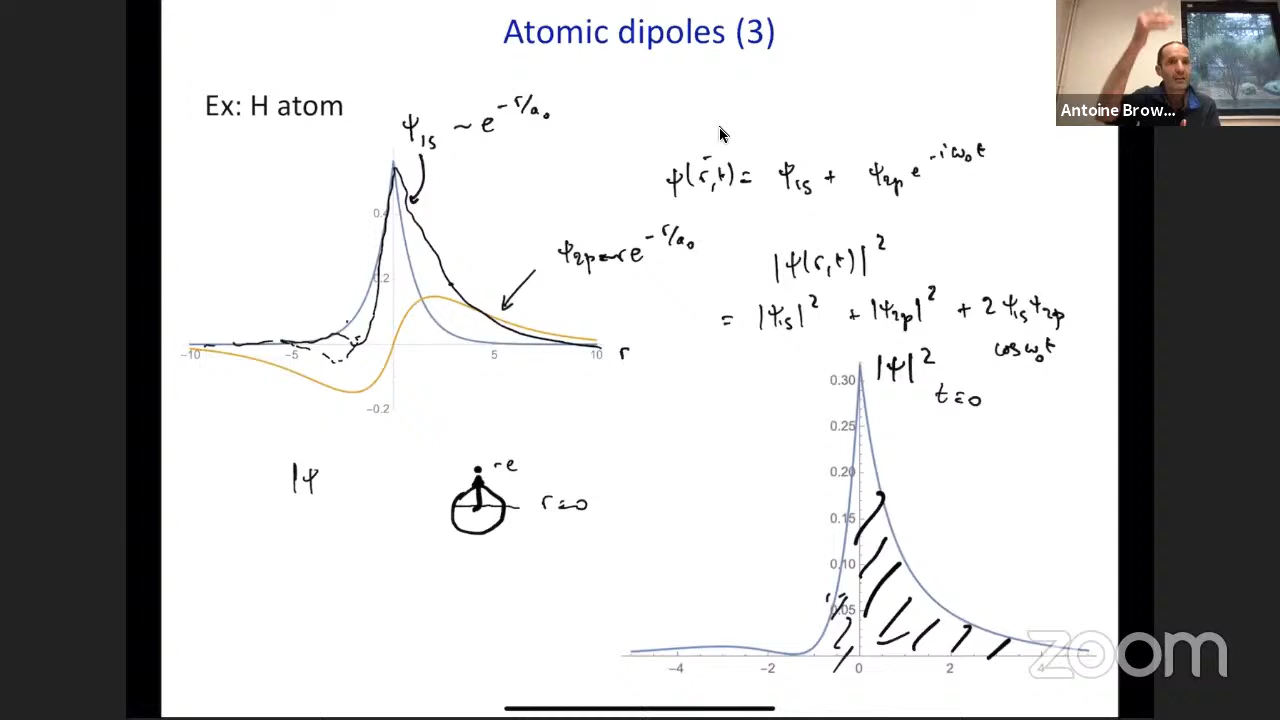 Atomic dipoles (3)
Antoine Brow...
Ex: H atom
ψ1s ~ e^-r/a0
ψ(r̄,t) = ψ1s + ψ2p e^-iω0t
ψ2p ~ r e^-r/a0
|ψ(r,t)|²
= |ψ1s|² + |ψ2p|² + 2 ψ1s ψ2p
cos ω0t
|ψ|²
t=0
0.4
0.2
-10
-5
5
10
r
-0.2
|ψ
-e
r=0
0.30
0.25
0.20
0.15
0.10
0.05
-4
-2
0
2
4
zoom